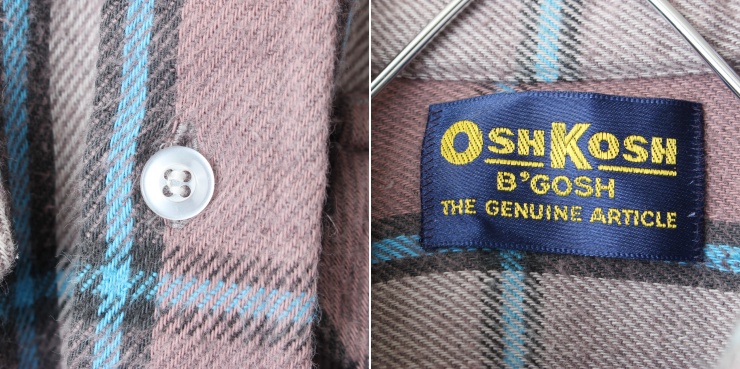 OSHKOSH
B'GOSH
THE GENUINE ARTICLE